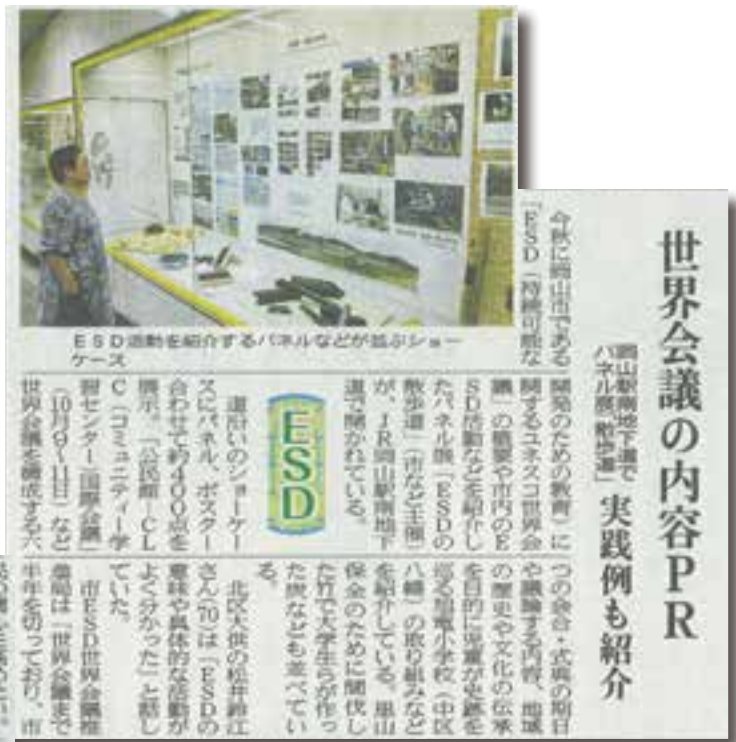 ESD活動を紹介するパネルなどが並ぶショー
ケース
世界会議の内容PR
岡山駅南地下道で
パネル展「散歩道」
実践例も紹介
今秋に岡山市である
「ESD（持続可能な
開発のための教育）に
関するユネスコ世界会
議」の概要や市内のE
SD活動などを紹介し
たパネル展「ESDの
散歩道」（市など主催）
が、JR岡山駅南地下
道で開かれている。
ESD
道沿いのショーケー
スにパネル、ポスター
合わせて約400点を
展示。「公民館―CL
C（コミュニティー学
習センター）国際会議」
（10月9～11日）など
世界会議を構成する六
つの会合・式典の期日
や議論する内容、地域
の歴史や文化の伝承
を目的に児童が史跡を
巡る旭竜小学校（中区
八幡）の取り組みなど
を紹介している。里山
保全のために間伐し
た竹で大学生らが作っ
た炭なども並べてい
る。
北区大供の松井鈴江
さん（70）は「ESDの
意味や具体的な活動が
よく分かった」と話し
ていた。
市ESD世界会議推
進局は「世界会議まで
半年を切っており、市